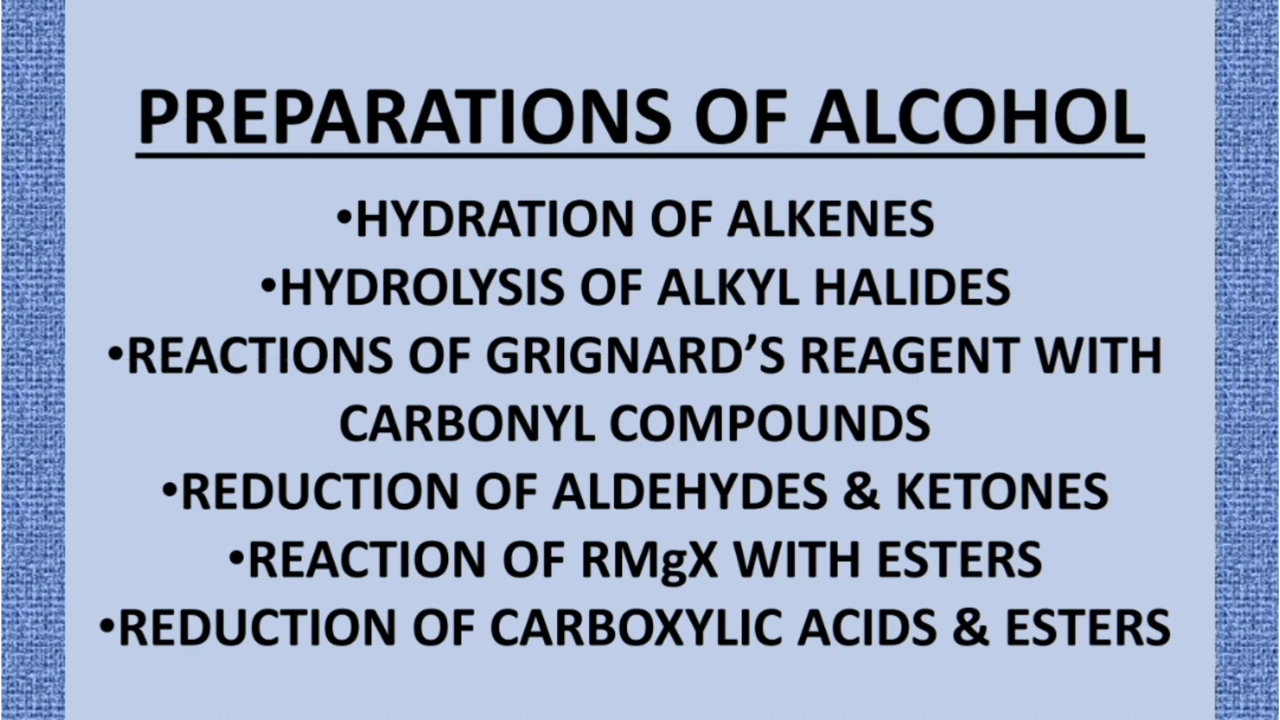 PREPARATIONS OF ALCOHOL
•HYDRATION OF ALKENES
•HYDROLYSIS OF ALKYL HALIDES
•REACTIONS OF GRIGNARD’S REAGENT WITH
CARBONYL COMPOUNDS
•REDUCTION OF ALDEHYDES & KETONES
•REACTION OF RMgX WITH ESTERS
•REDUCTION OF CARBOXYLIC ACIDS & ESTERS